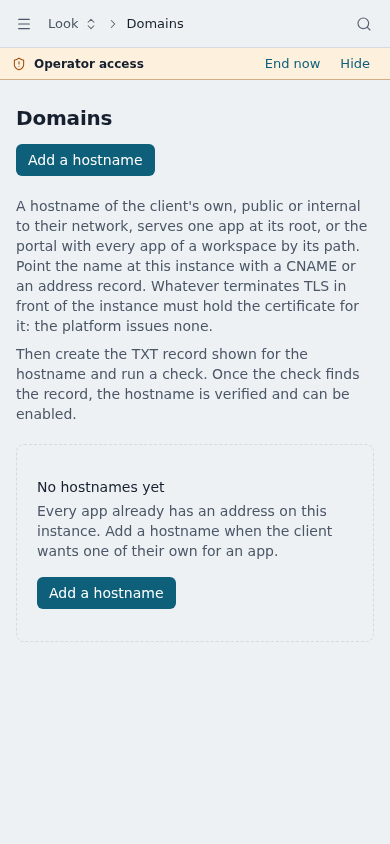 Look > Domains
Operator access End now Hide
Domains
Add a hostname
A hostname of the client's own, public or internal
to their network, serves one app at its root, or the
portal with every app of a workspace by its path.
Point the name at this instance with a CNAME or
an address record. Whatever terminates TLS in
front of the instance must hold the certificate for
it: the platform issues none.
Then create the TXT record shown for the
hostname and run a check. Once the check finds
the record, the hostname is verified and can be
enabled.
No hostnames yet
Every app already has an address on this
instance. Add a hostname when the client
wants one of their own for an app.
Add a hostname